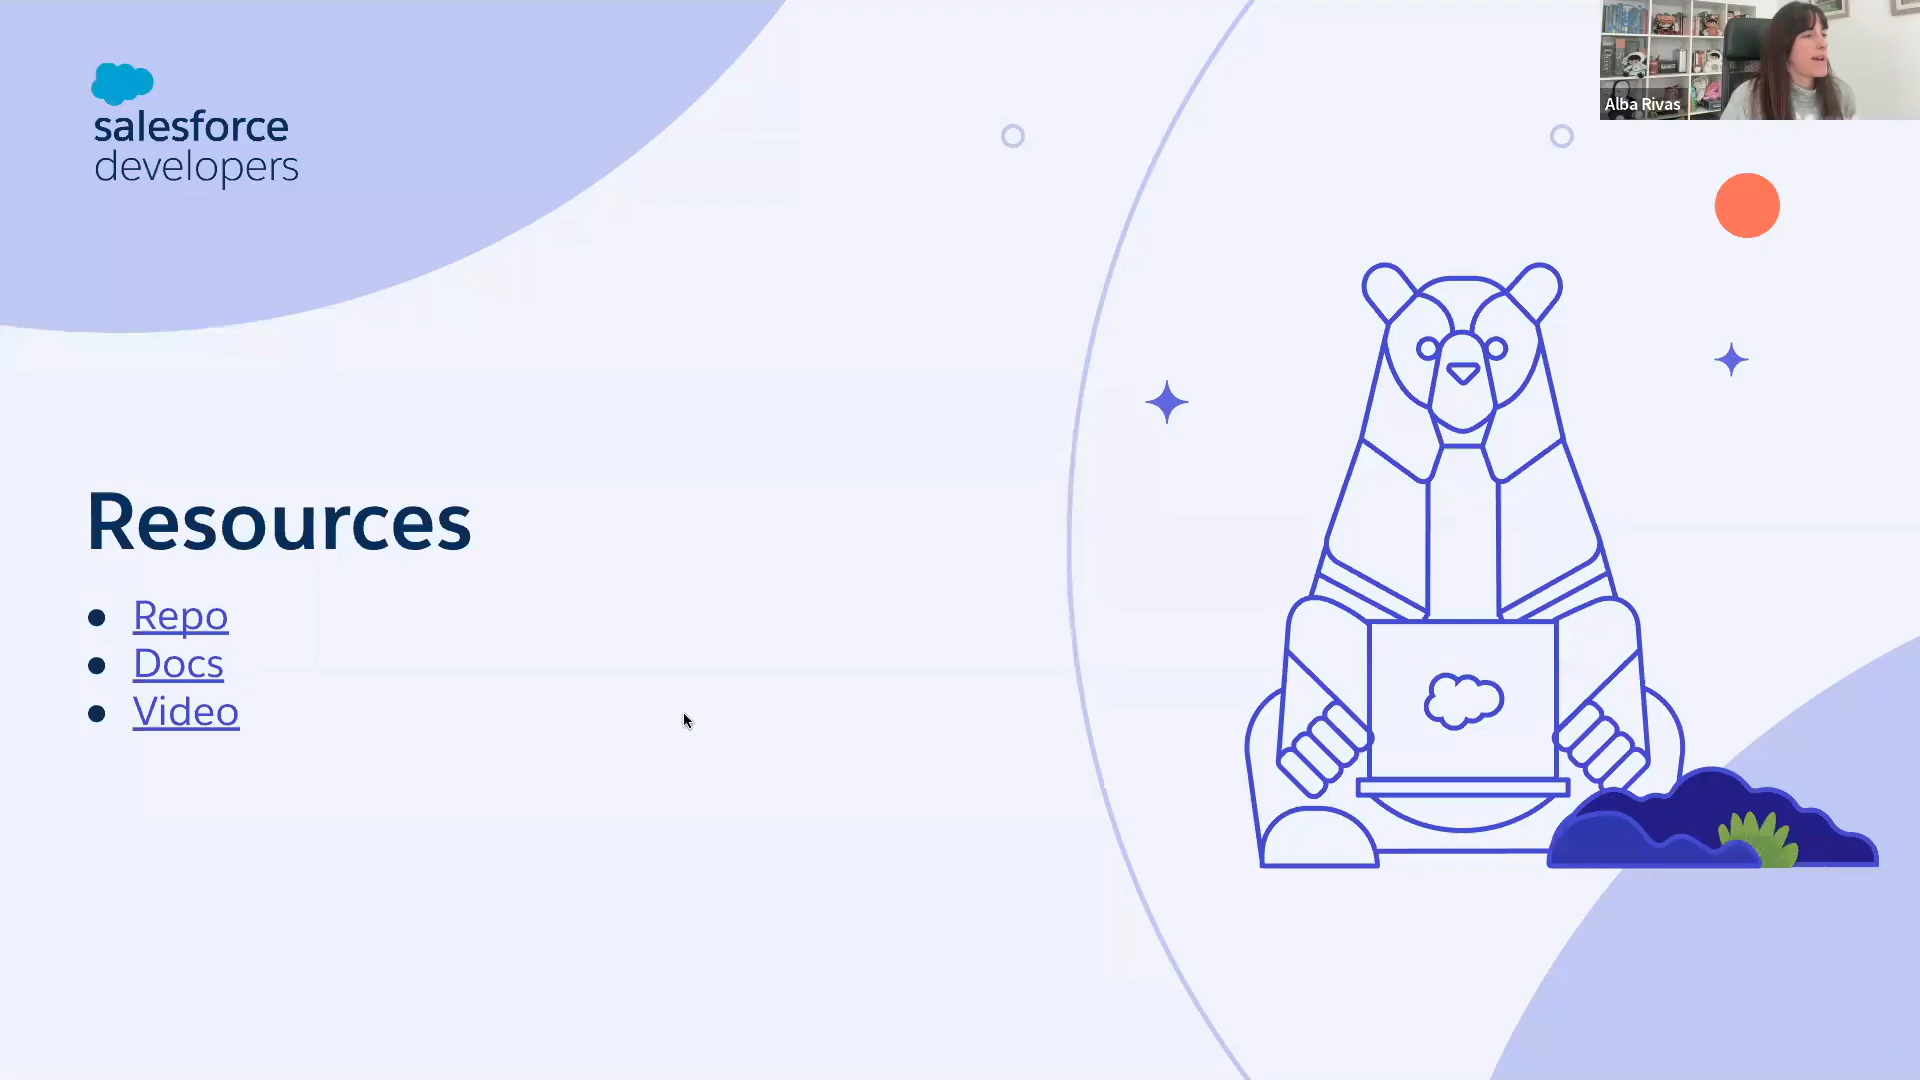 salesforce
developers
Alba Rivas
Resources
Repo
Docs
Video